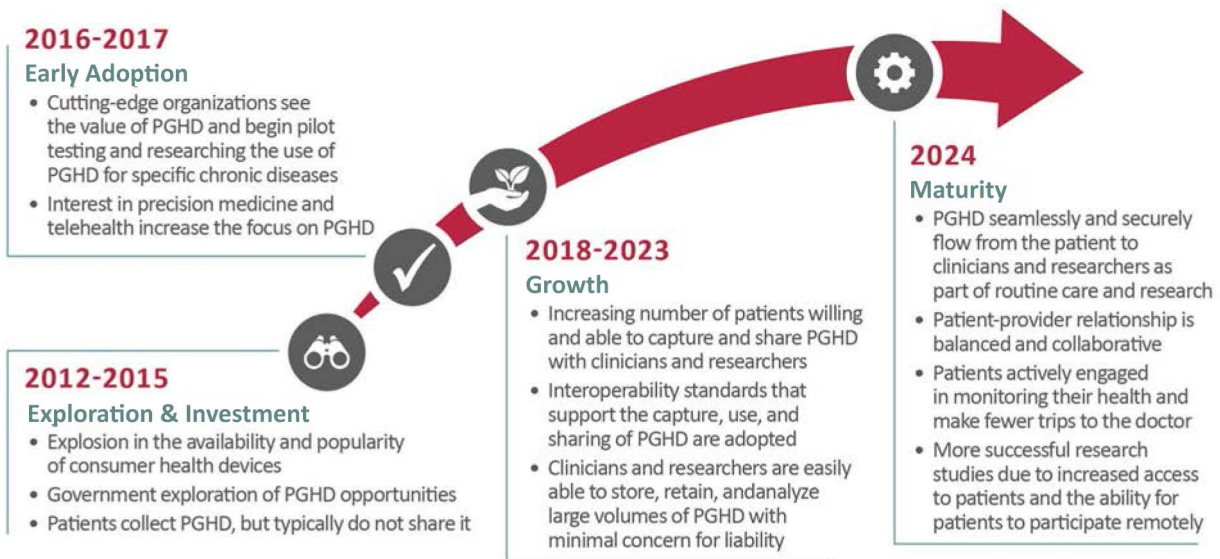 2016-2017
Early Adoption
• Cutting-edge organizations see
the value of PGHD and begin pilot
testing and researching the use of
PGHD for specific chronic diseases
• Interest in precision medicine and
telehealth increase the focus on PGHD
2012-2015
Exploration & Investment
• Explosion in the availability and popularity
of consumer health devices
• Government exploration of PGHD opportunities
• Patients collect PGHD, but typically do not share it
2018-2023
Growth
• Increasing number of patients willing
and able to capture and share PGHD
with clinicians and researchers
• Interoperability standards that
support the capture, use, and
sharing of PGHD are adopted
• Clinicians and researchers are easily
able to store, retain, andanalyze
large volumes of PGHD with
minimal concern for liability
2024
Maturity
• PGHD seamlessly and securely
flow from the patient to
clinicians and researchers as
part of routine care and research
• Patient-provider relationship is
balanced and collaborative
• Patients actively engaged
in monitoring their health and
make fewer trips to the doctor
• More successful research
studies due to increased access
to patients and the ability for
patients to participate remotely